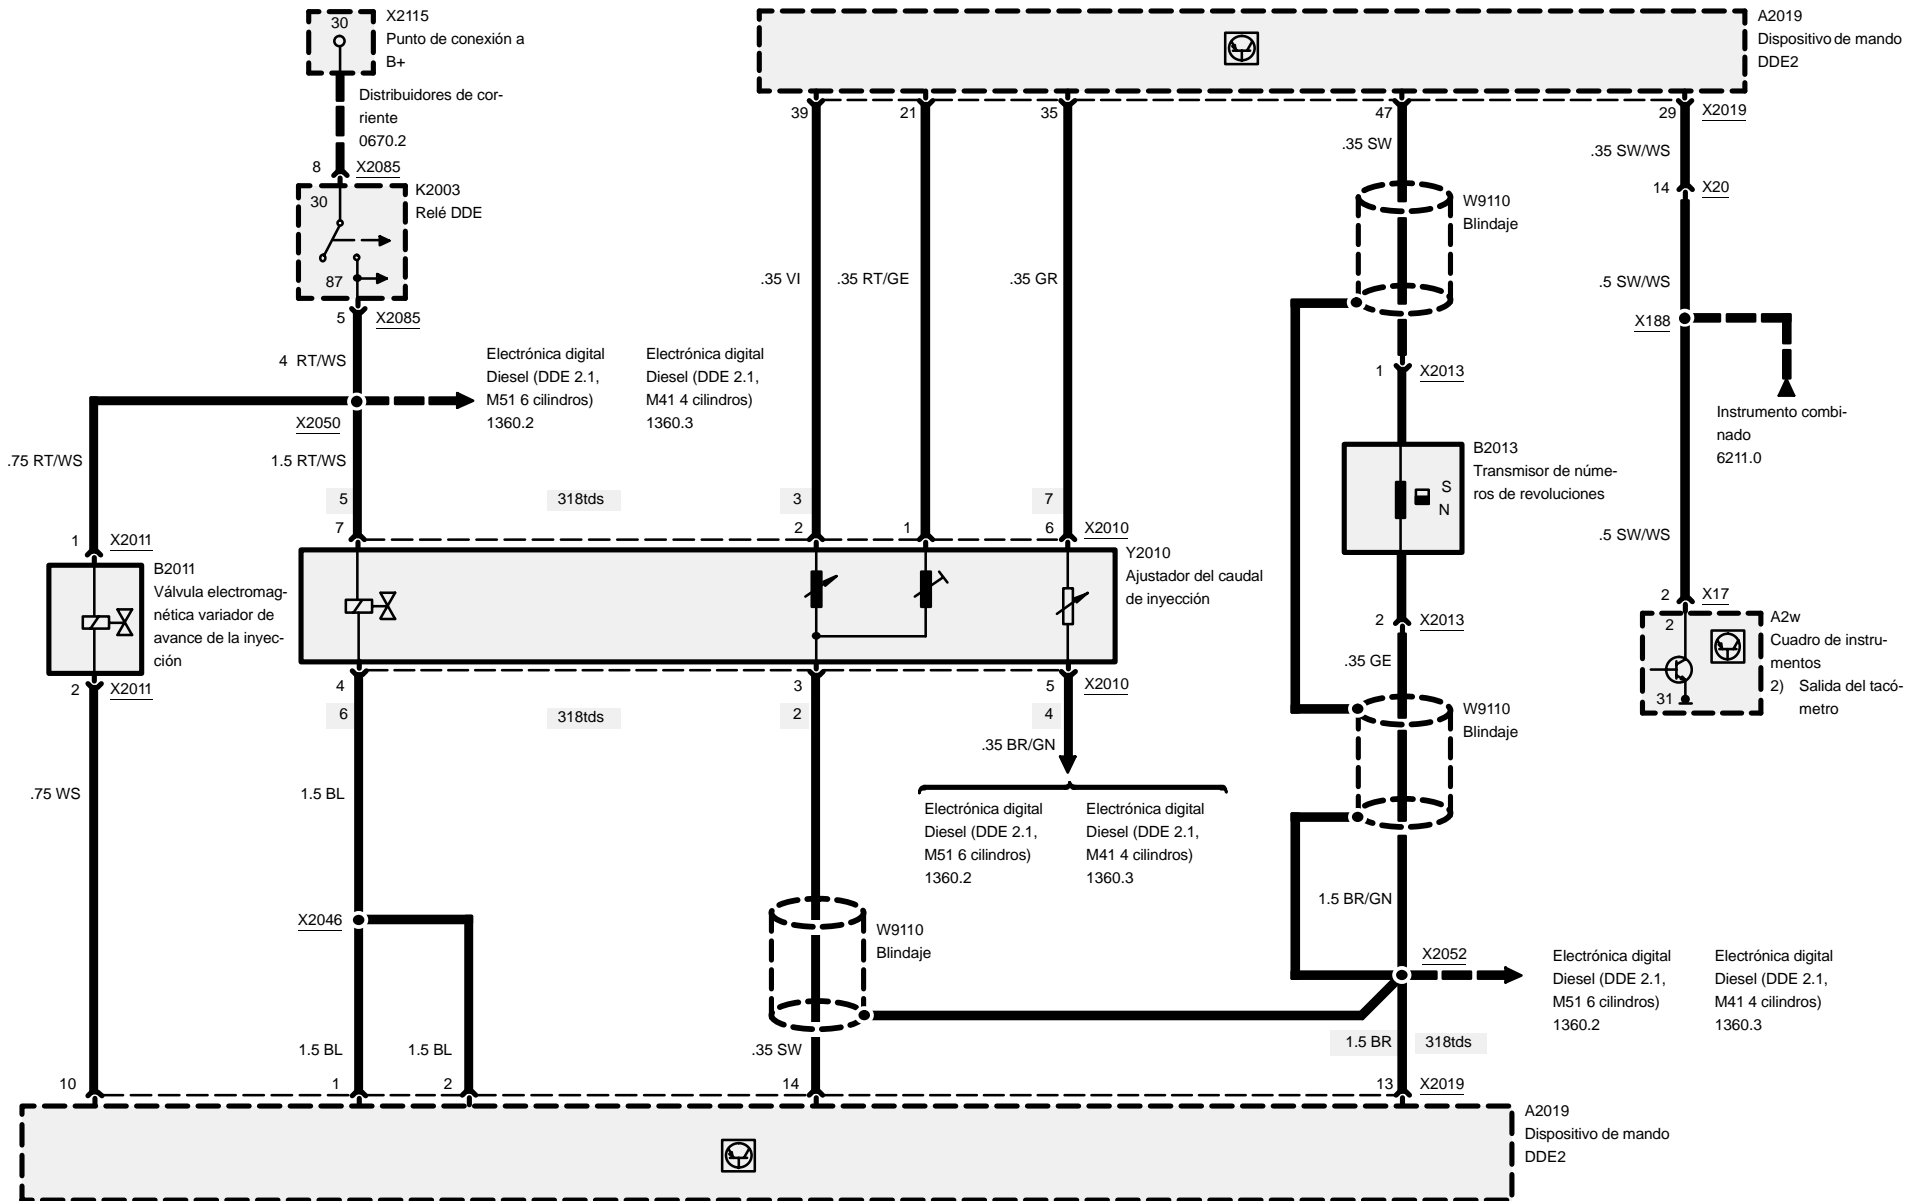 30
X2115
Punto de conexión a
B+
Distribuidores de cor-
riente
0670.2
8
X2085
30
K2003
Relé DDE
87
5
X2085
4 RT/WS
Electrónica digital
Diesel (DDE 2.1,
M51 6 cilindros)
1360.2
Electrónica digital
Diesel (DDE 2.1,
M41 4 cilindros)
1360.3
X2050
.75 RT/WS
1.5 RT/WS
A2019
Dispositivo de mando
DDE2
39
21
35
47
29
X2019
.35 SW
.35 SW/WS
14
X20
W9110
Blindaje
.35 VI
.35 RT/GE
.35 GR
.5 SW/WS
X188
1
X2013
Instrumento combi-
nado
6211.0
B2013
Transmisor de núme-
ros de revoluciones
S
N
5
318tds
3
7
7
2
1
6
X2010
1
X2011
B2011
Válvula electromag-
nética variador de
avance de la inyec-
ción
Y2010
Ajustador del caudal
de inyección
.5 SW/WS
2
X17
2
X2013
A2w
Cuadro de instru-
mentos
2) Salida del tacó-
metro
2
31
.35 GE
2
X2011
4
3
5
X2010
6
318tds
2
4
.35 BR/GN
W9110
Blindaje
.75 WS
1.5 BL
Electrónica digital
Diesel (DDE 2.1,
M51 6 cilindros)
1360.2
Electrónica digital
Diesel (DDE 2.1,
M41 4 cilindros)
1360.3
1.5 BR/GN
X2046
W9110
Blindaje
X2052
Electrónica digital
Diesel (DDE 2.1,
M51 6 cilindros)
1360.2
Electrónica digital
Diesel (DDE 2.1,
M41 4 cilindros)
1360.3
1.5 BL
1.5 BL
.35 SW
1.5 BR
318tds
10
1
2
14
13
X2019
A2019
Dispositivo de mando
DDE2